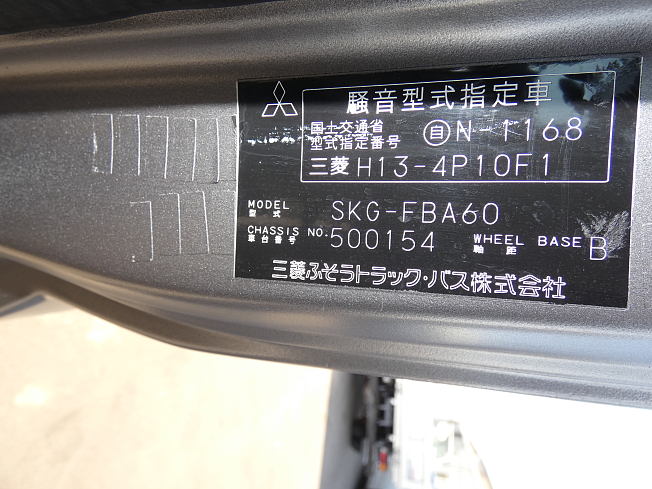 騒音型式指定車
国土交通省
型式指定番号 自N-1168
三菱 H13-4P10F1
MODEL 型式 SKG-FBA60
CHASSIS NO. 車台番号 500154 WHEEL BASE 軸距 B
三菱ふそうトラック・バス株式会社